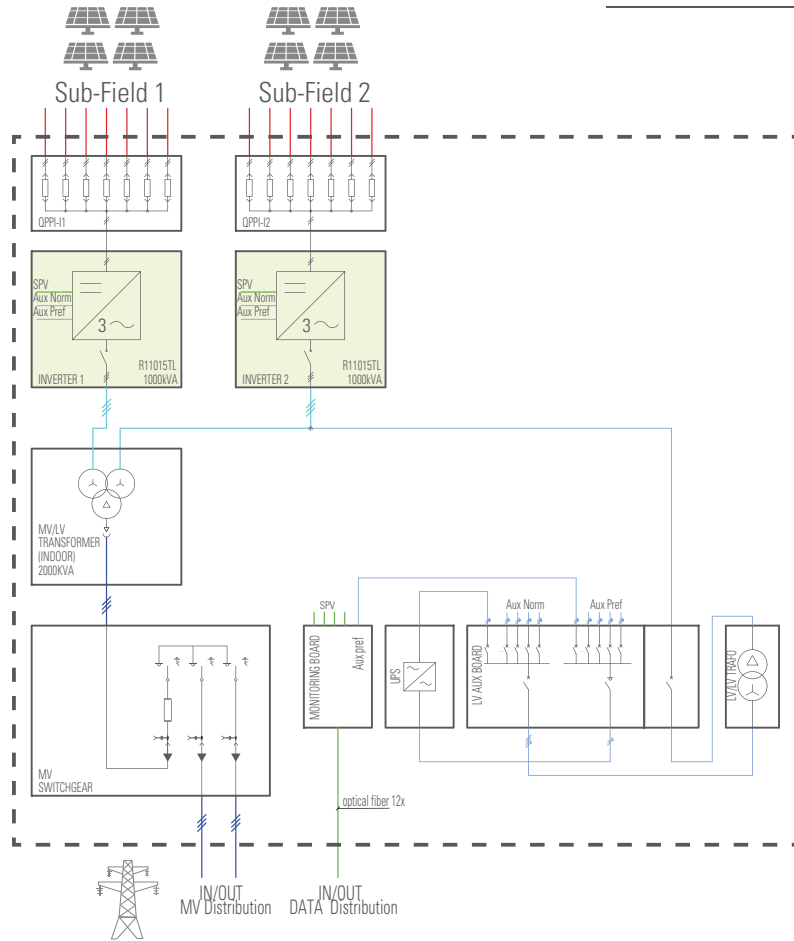 Sub-Field 1
Sub-Field 2
QPPI-I1
QPPI-I2
SPV
Aux Norm
Aux Pref
3
R11015TL
INVERTER 1
1000kVA
SPV
Aux Norm
Aux Pref
3
R11015TL
INVERTER 2
1000kVA
MV/LV
TRANSFORMER
(INDOOR)
2000KVA
SPV
MONITORING BOARD
Aux pref
UPS
Aux Norm
Aux Pref
LV AUX BOARD
LV/LV TRAFO
MV
SWITCHGEAR
optical fiber 12x
IN/OUT
MV Distribution
IN/OUT
DATA Distribution